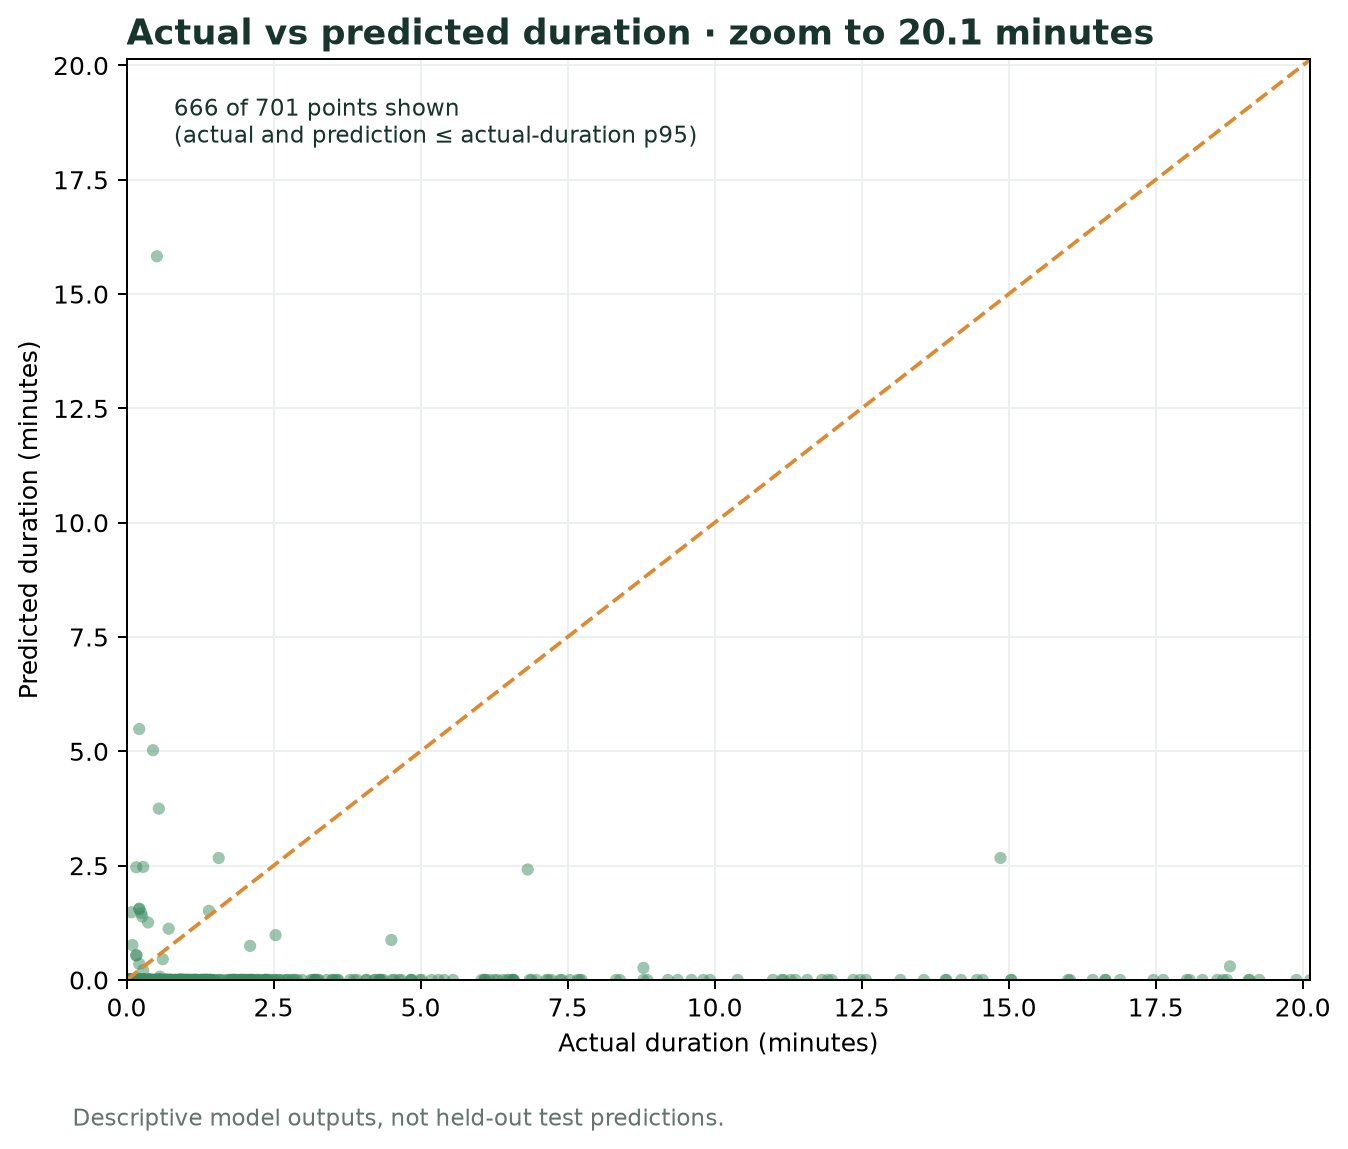 Actual vs predicted duration · zoom to 20.1 minutes
20.0
17.5
15.0
12.5
10.0
7.5
5.0
2.5
0.0
666 of 701 points shown
(actual and prediction ≤ actual-duration p95)
Predicted duration (minutes)
0.0 2.5 5.0 7.5 10.0 12.5 15.0 17.5 20.0
Actual duration (minutes)
Descriptive model outputs, not held-out test predictions.